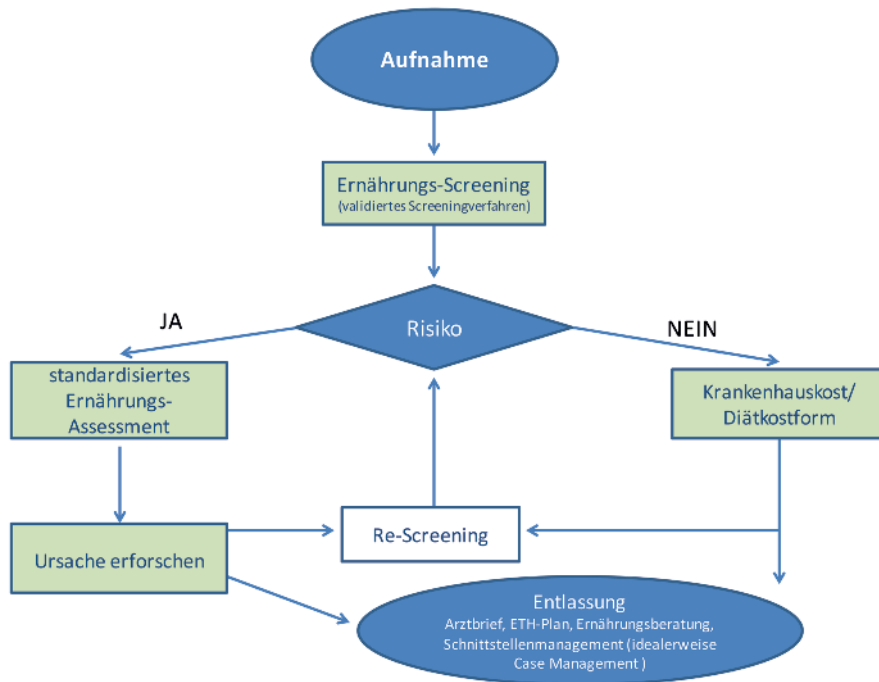 Aufnahme
Ernährungs-Screening
(validiertes Screeningverfahren)
JA
Risiko
NEIN
standardisiertes
Ernährungs-
Assessment
Krankenhauskost/
Diätkostform
Ursache erforschen
Re-Screening
Entlassung
Arztbrief, ETH-Plan, Ernährungsberatung,
Schnittstellenmanagement (idealerweise
Case Management )